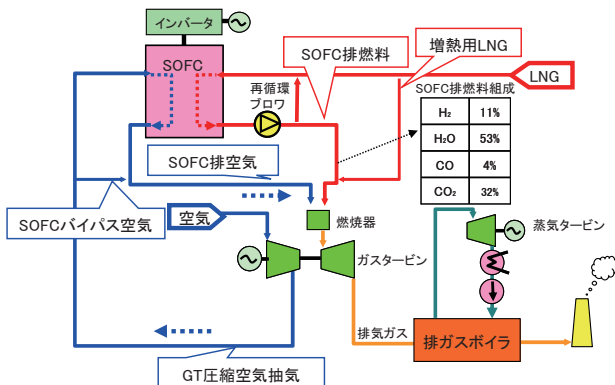 インバータ
SOFC
SOFC排燃料
増熱用LNG
LNG
再循環
ブロワ
SOFC排燃料組成
H₂ 11%
H₂O 53%
CO 4%
CO₂ 32%
SOFC排空気
SOFCバイパス空気
空気
燃焼器
ガスタービン
蒸気タービン
排気ガス
排ガスボイラ
GT圧縮空気抽気